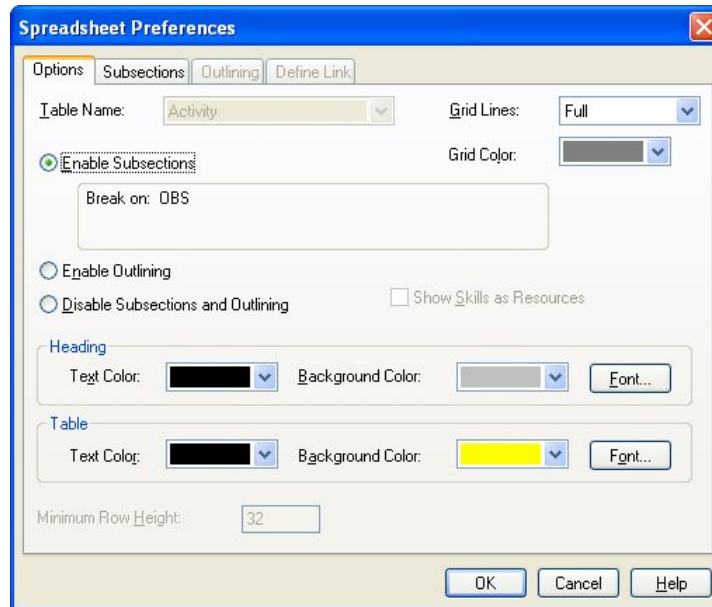 Spreadsheet Preferences
Options Subsections Outlining Define Link
Table Name: Activity Grid Lines: Full
Enable Subsections Grid Color:
Break on: OBS
Enable Outlining
Disable Subsections and Outlining Show Skills as Resources
Heading
Text Color: Background Color: Font...
Table
Text Color: Background Color: Font...
Minimum Row Height: 32
OK Cancel Help